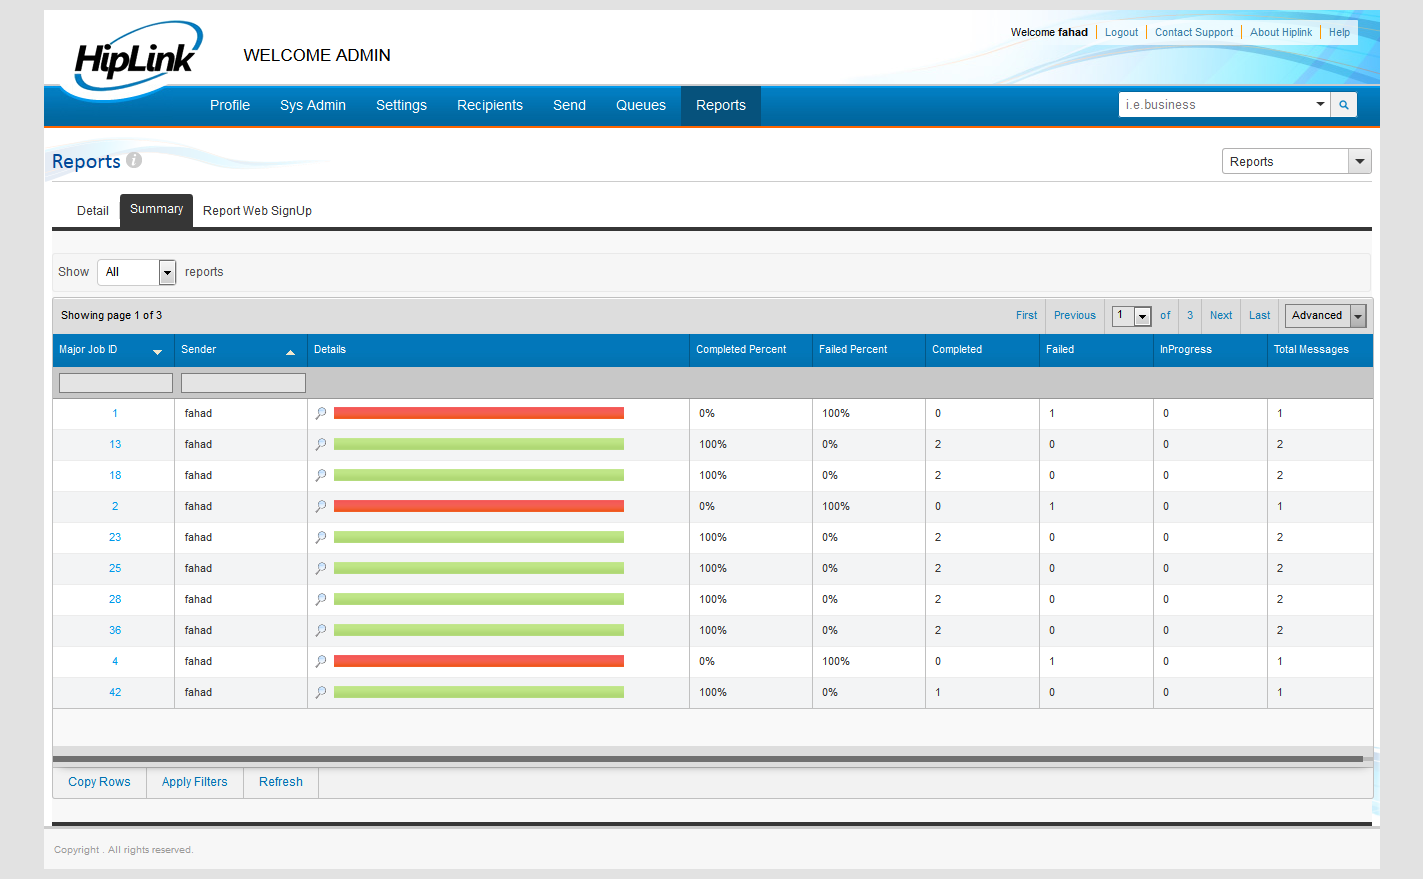 HipLink
WELCOME ADMIN
Welcome fahad Logout Contact Support About Hiplink Help
Profile Sys Admin Settings Recipients Send Queues Reports i.e.business
Reports i Reports
Detail Summary Report Web SignUp
Show All reports
Showing page 1 of 3 First Previous 1 of 3 Next Last Advanced
Major Job ID Sender Details Completed Percent Failed Percent Completed Failed InProgress Total Messages
1 fahad 0% 100% 0 1 0 1
13 fahad 100% 0% 2 0 0 2
18 fahad 100% 0% 2 0 0 2
2 fahad 0% 100% 0 1 0 1
23 fahad 100% 0% 2 0 0 2
25 fahad 100% 0% 2 0 0 2
28 fahad 100% 0% 2 0 0 2
36 fahad 100% 0% 2 0 0 2
4 fahad 0% 100% 0 1 0 1
42 fahad 100% 0% 1 0 0 1
Copy Rows Apply Filters Refresh
Copyright . All rights reserved.